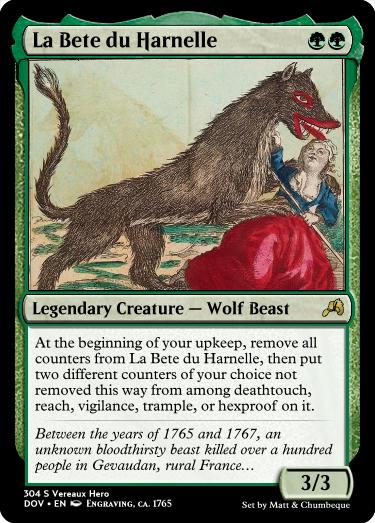 La Bete du Harnelle
Legendary Creature — Wolf Beast
At the beginning of your upkeep, remove all
counters from La Bete du Harnelle, then put
two different counters of your choice not
removed this way from among deathtouch,
reach, vigilance, trample, or hexproof on it.
Between the years of 1765 and 1767, an
unknown bloodthirsty beast killed over a hundred
people in Gevaudan, rural France…
3/3
304 S Vereaux Hero
DOV • EN ENGRAVING, CA. 1765
Set by Matt & Chumbeque